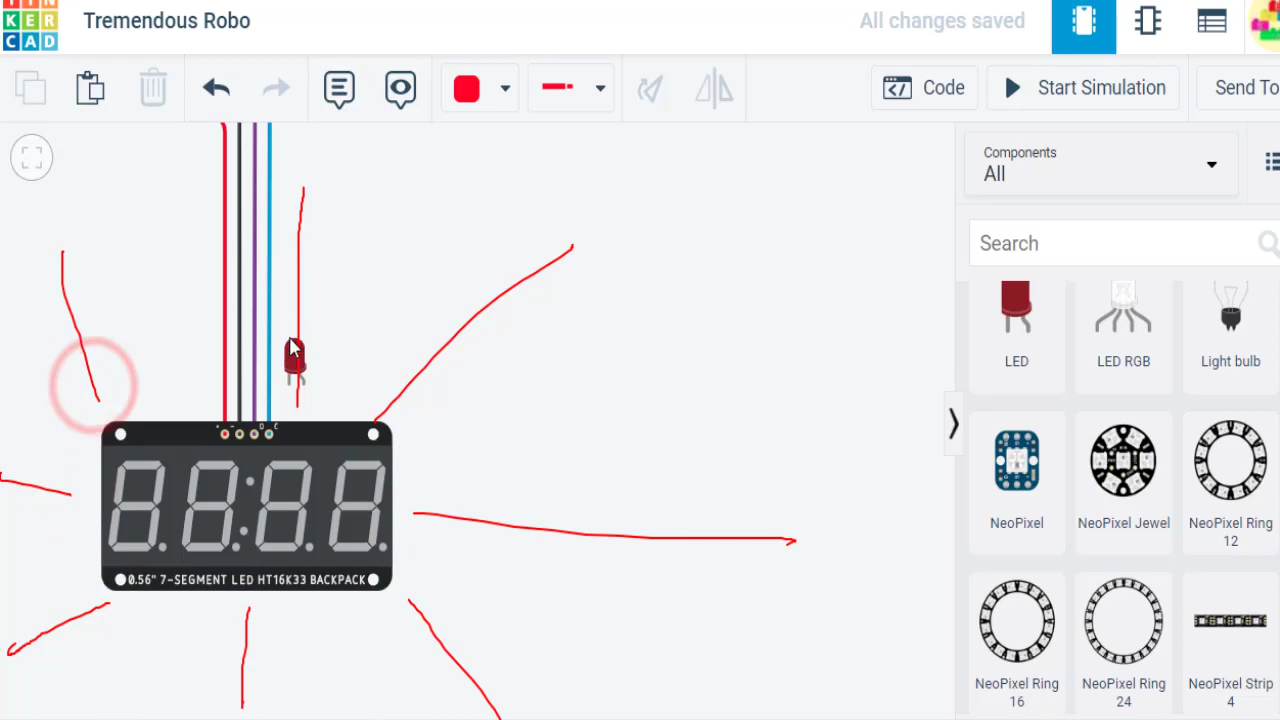 TIN
KER
CAD
Tremendous Robo
All changes saved
Code
Start Simulation
Send To
Components
All
Search
LED
LED RGB
Light bulb
NeoPixel
NeoPixel Jewel
NeoPixel Ring 12
NeoPixel Ring 16
NeoPixel Ring 24
NeoPixel Strip 4
+ - D C
88:88
0.56" 7-SEGMENT LED HT16K33 BACKPACK